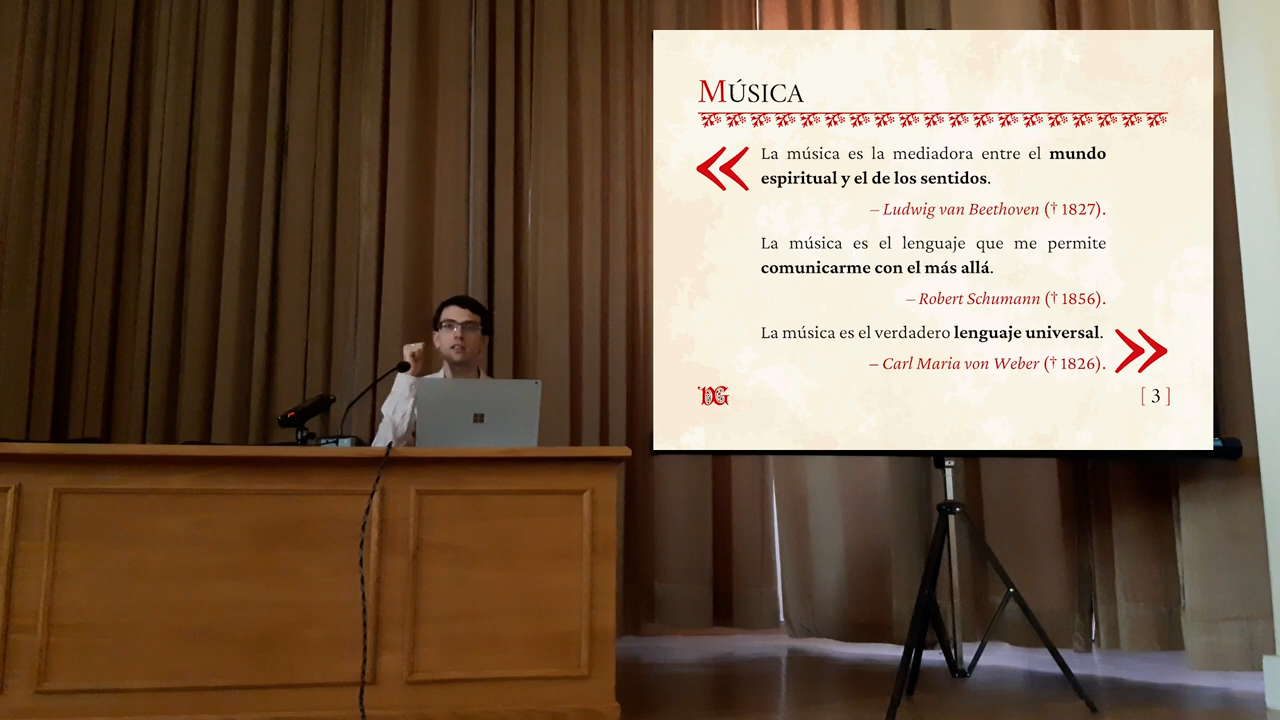 MÚSICA
« La música es la mediadora entre el mundo
espiritual y el de los sentidos.
– Ludwig van Beethoven († 1827).
La música es el lenguaje que me permite
comunicarme con el más allá.
– Robert Schumann († 1856).
La música es el verdadero lenguaje universal. »
– Carl Maria von Weber († 1826).
[ 3 ]